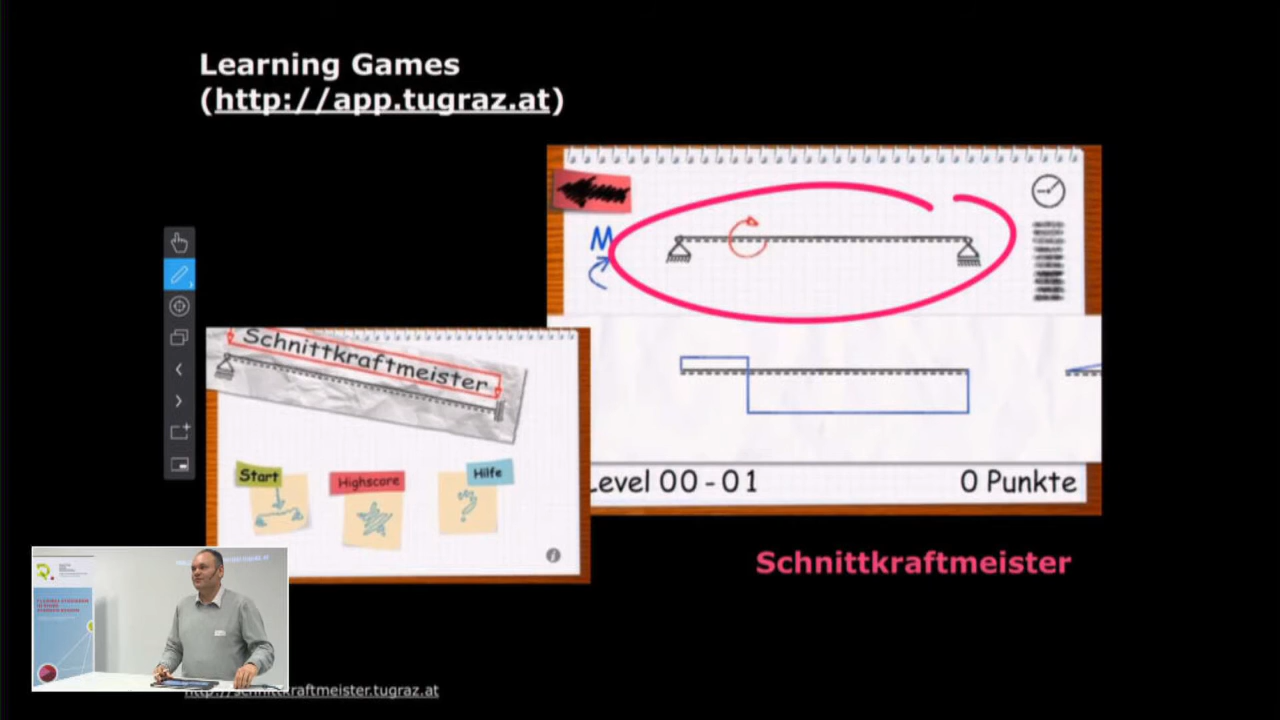 Learning Games
(http://app.tugraz.at)
M
Schnittkraftmeister
Start
Highscore
Hilfe
Level 00 - 01
0 Punkte
Schnittkraftmeister
http://schnittkraftmeister.tugraz.at